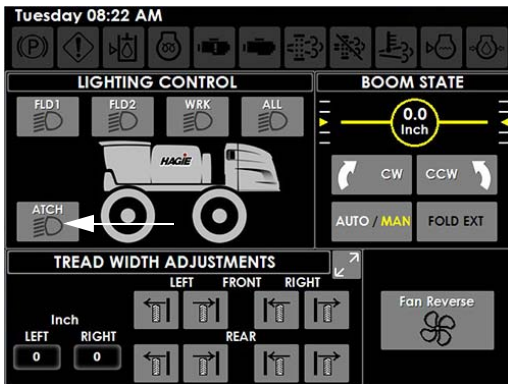 Tuesday 08:22 AM
LIGHTING CONTROL
FLD1 FLD2 WRK ALL
HAGIE
ATCH
BOOM STATE
0.0
Inch
CW CCW
AUTO / MAN FOLD EXT
TREAD WIDTH ADJUSTMENTS
LEFT FRONT RIGHT
Inch
LEFT RIGHT
REAR
0 0
Fan Reverse